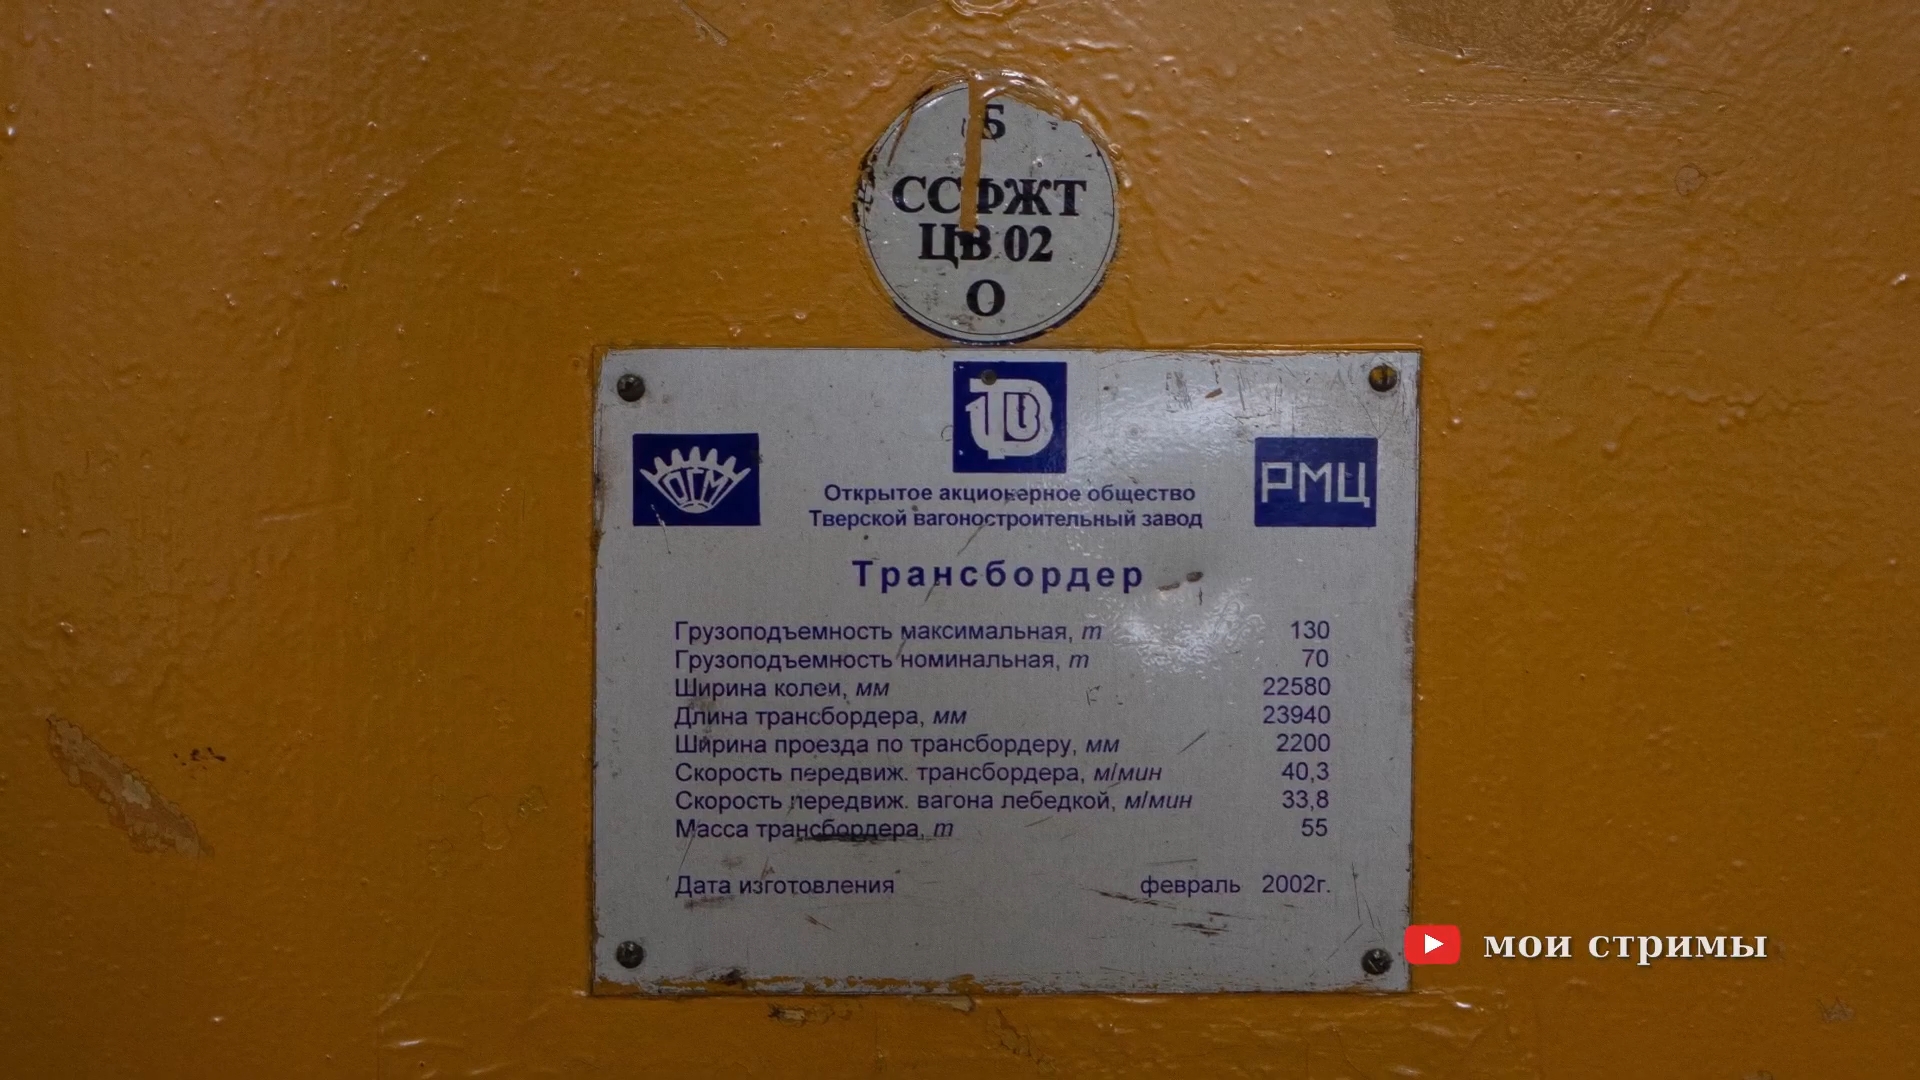 Б
ССФЖТ
ЦВ 02
О
ТВ
ОГМ
РМЦ
Открытое акционерное общество
Тверской вагоностроительный завод
Трансбордер
Грузоподъемность максимальная, т 130
Грузоподъемность номинальная, т 70
Ширина колеи, мм 22580
Длина трансбордера, мм 23940
Ширина проезда по трансбордеру, мм 2200
Скорость передвиж. трансбордера, м/мин 40,3
Скорость передвиж. вагона лебедкой, м/мин 33,8
Масса трансбордера, т 55
Дата изготовления февраль 2002г.
мои стримы